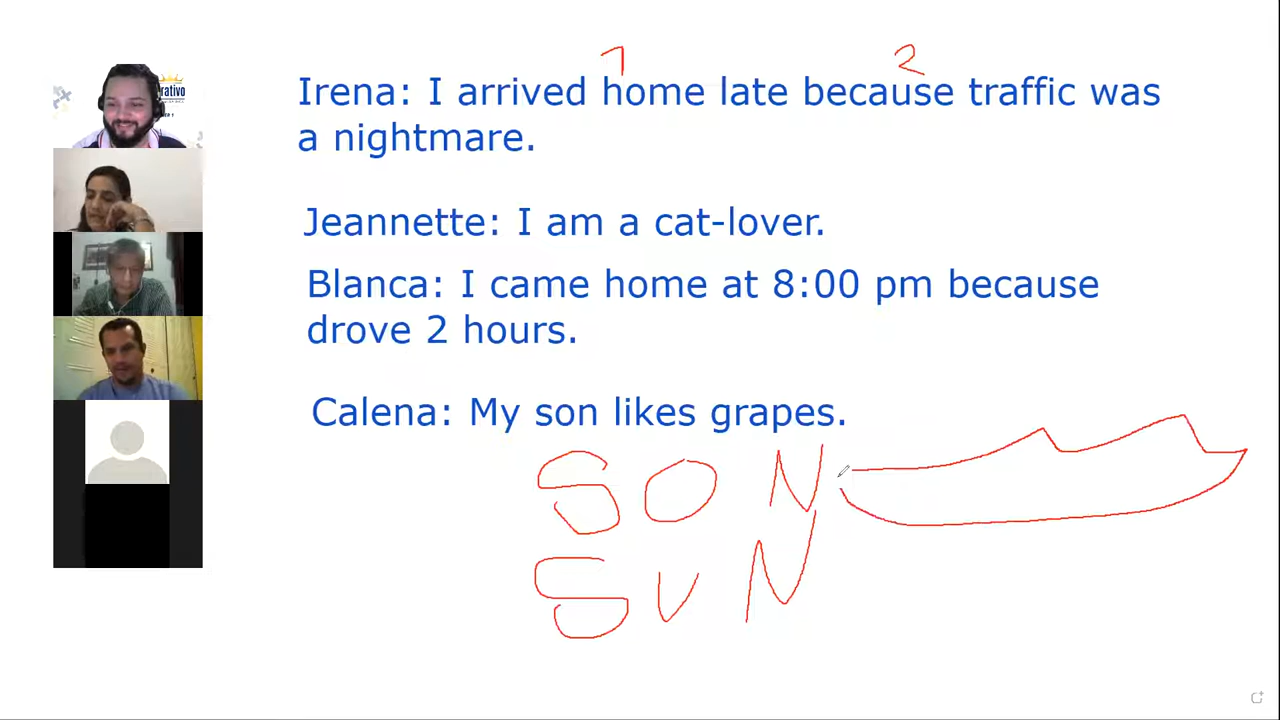 1 2
Irena: I arrived home late because traffic was
a nightmare.
Jeannette: I am a cat-lover.
Blanca: I came home at 8:00 pm because
drove 2 hours.
Calena: My son likes grapes.
SON
SUN